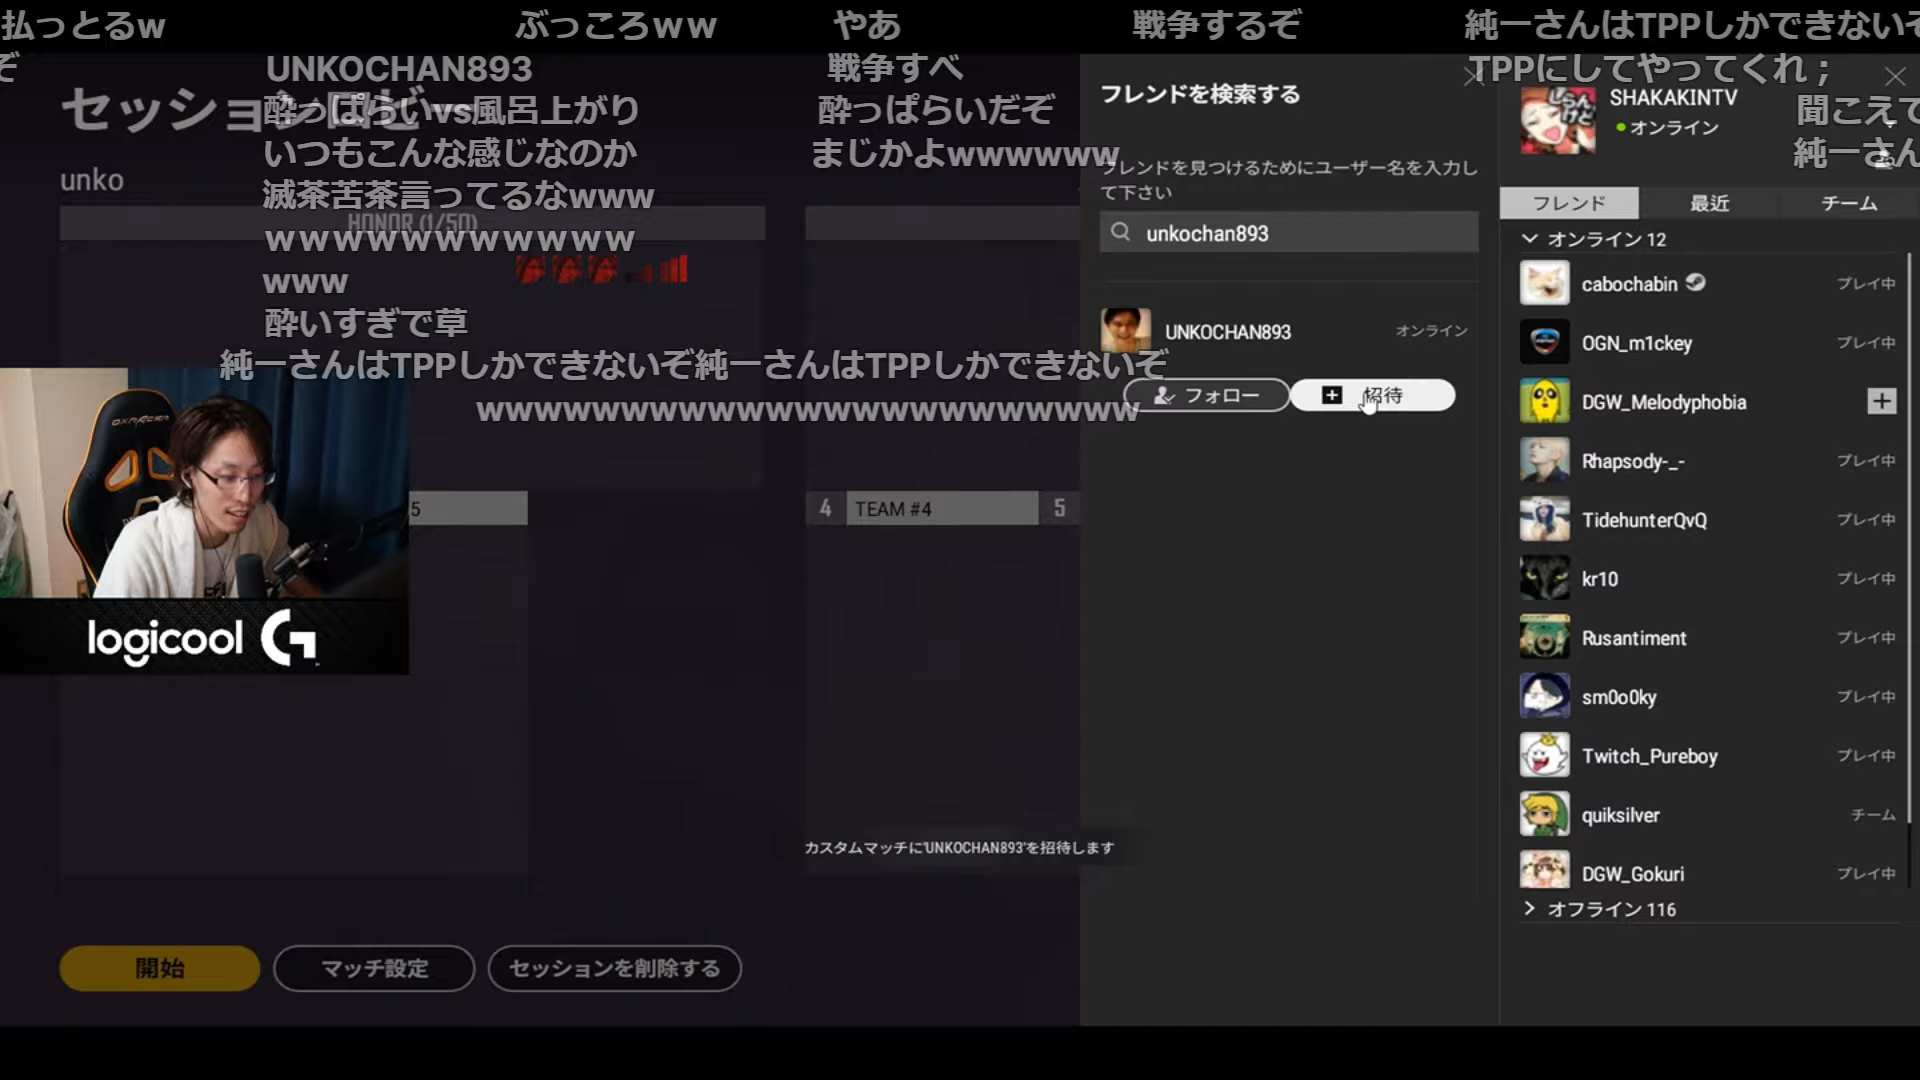 払っとるw
ぶっころww
やあ
戦争するぞ
純一さんはTPPしかできないぞ
ぞ
UNKOCHAN893
戦争すべ
TPPにしてやってくれ；
セッションロビー
酔っぱらいvs風呂上がり
酔っぱらいだぞ
聞こえて
いつもこんな感じなのか
まじかよwwwwww
純一さん
unko
滅茶苦茶言ってるなwww
HONOR (1/50)
wwwwwwwwwwwww
www
酔いすぎで草
純一さんはTPPしかできないぞ純一さんはTPPしかできないぞ
wwwwwwwwwwwwwwwwwwwwwww
5
4 TEAM #4 5
logicool G
カスタムマッチに'UNKOCHAN893'を招待します
開始
マッチ設定
セッションを削除する
フレンドを検索する
フレンドを見つけるためにユーザー名を入力し
て下さい
unkochan893
UNKOCHAN893 オンライン
フォロー
招待
SHAKAKINTV
オンライン
フレンド 最近 チーム
オンライン 12
cabochabin プレイ中
OGN_m1ckey プレイ中
DGW_Melodyphobia
Rhapsody-_- プレイ中
TidehunterQvQ プレイ中
kr10 プレイ中
Rusantiment プレイ中
sm0o0ky プレイ中
Twitch_Pureboy プレイ中
quiksilver チーム
DGW_Gokuri プレイ中
オフライン 116